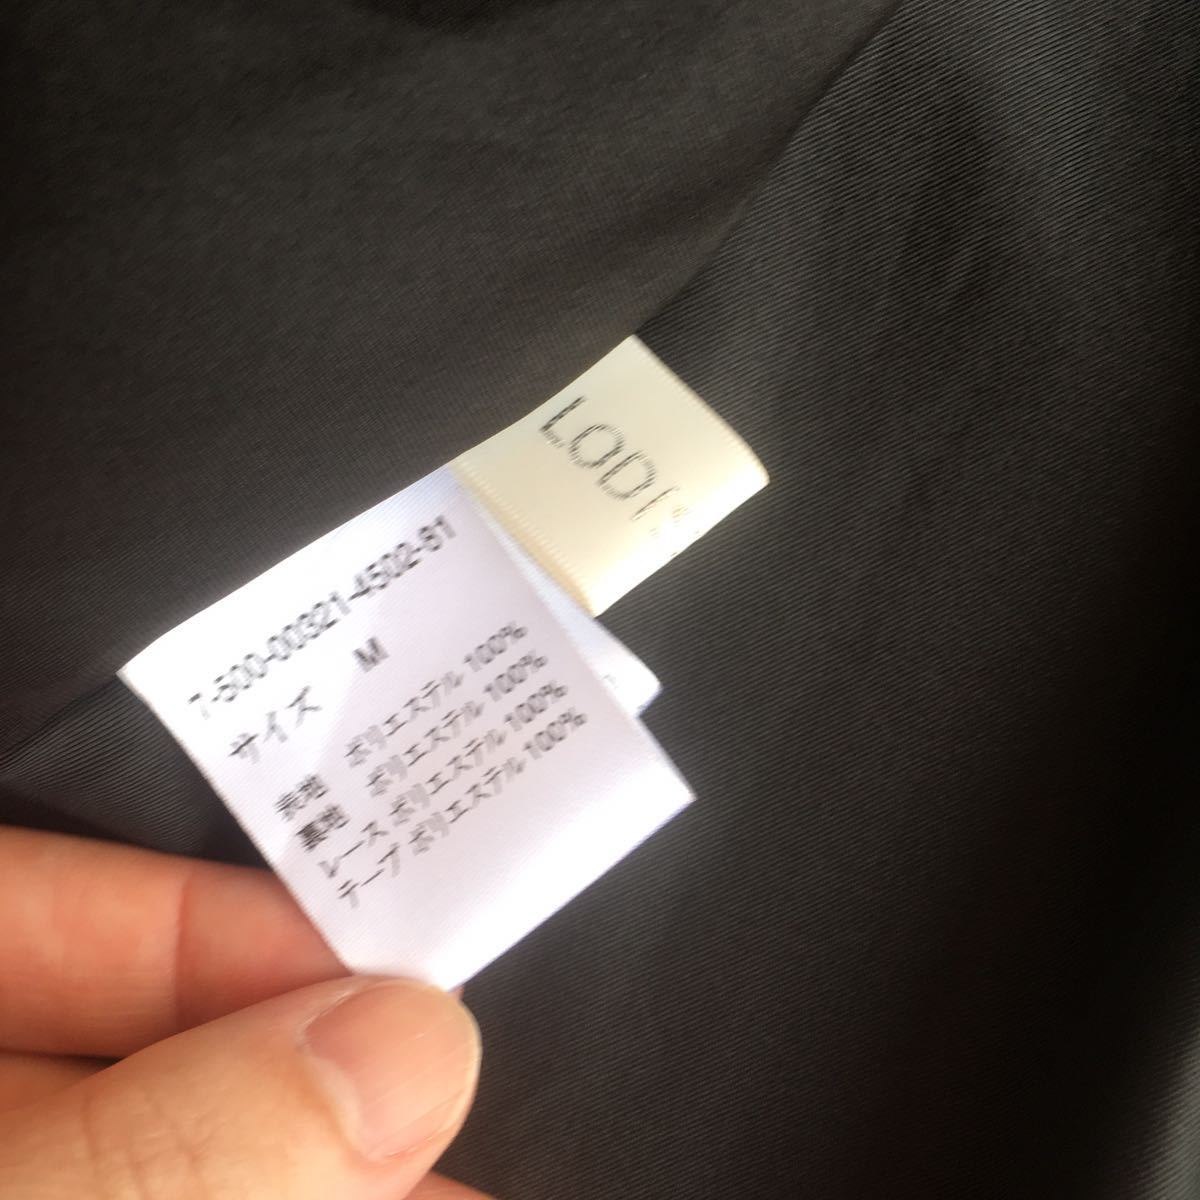 LODI
7-500-00321-4502-81
サイズ M
表地 ポリエステル 100%
裏地 ポリエステル 100%
レース ポリエステル 100%
テープ ポリエステル 100%